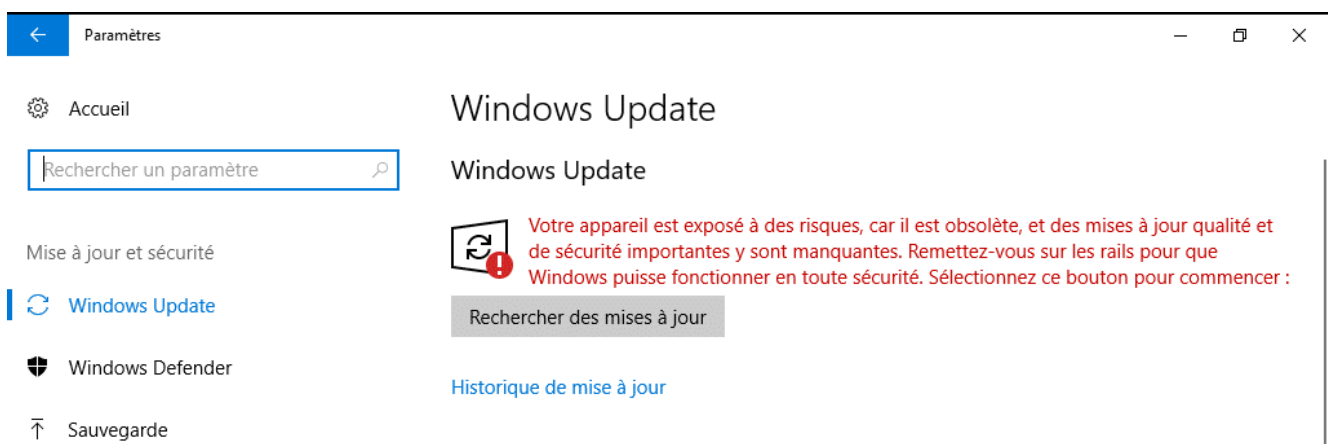 Paramètres
Accueil
Rechercher un paramètre
Mise à jour et sécurité
Windows Update
Windows Defender
Sauvegarde
Windows Update
Windows Update
Votre appareil est exposé à des risques, car il est obsolète, et des mises à jour qualité et
de sécurité importantes y sont manquantes. Remettez-vous sur les rails pour que
Windows puisse fonctionner en toute sécurité. Sélectionnez ce bouton pour commencer :
Rechercher des mises à jour
Historique de mise à jour